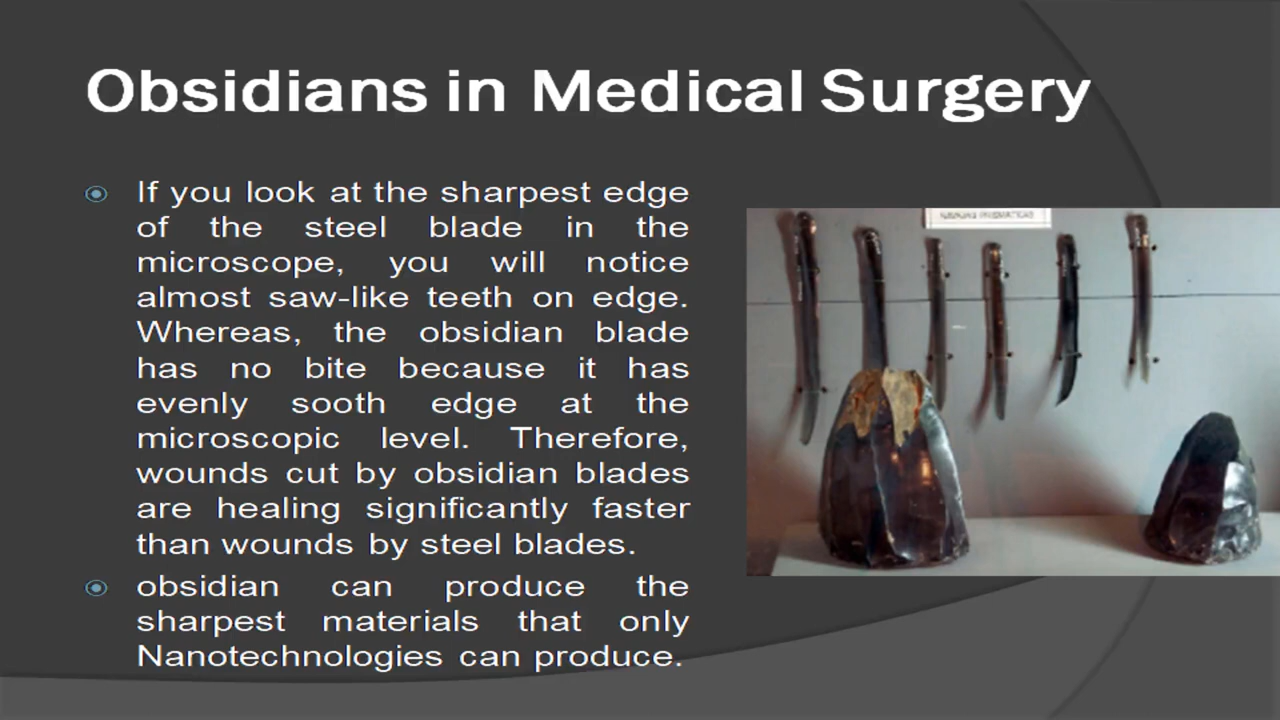 Obsidians in Medical Surgery
If you look at the sharpest edge
of the steel blade in the
microscope, you will notice
almost saw-like teeth on edge.
Whereas, the obsidian blade
has no bite because it has
evenly sooth edge at the
microscopic level. Therefore,
wounds cut by obsidian blades
are healing significantly faster
than wounds by steel blades.
obsidian can produce the
sharpest materials that only
Nanotechnologies can produce.